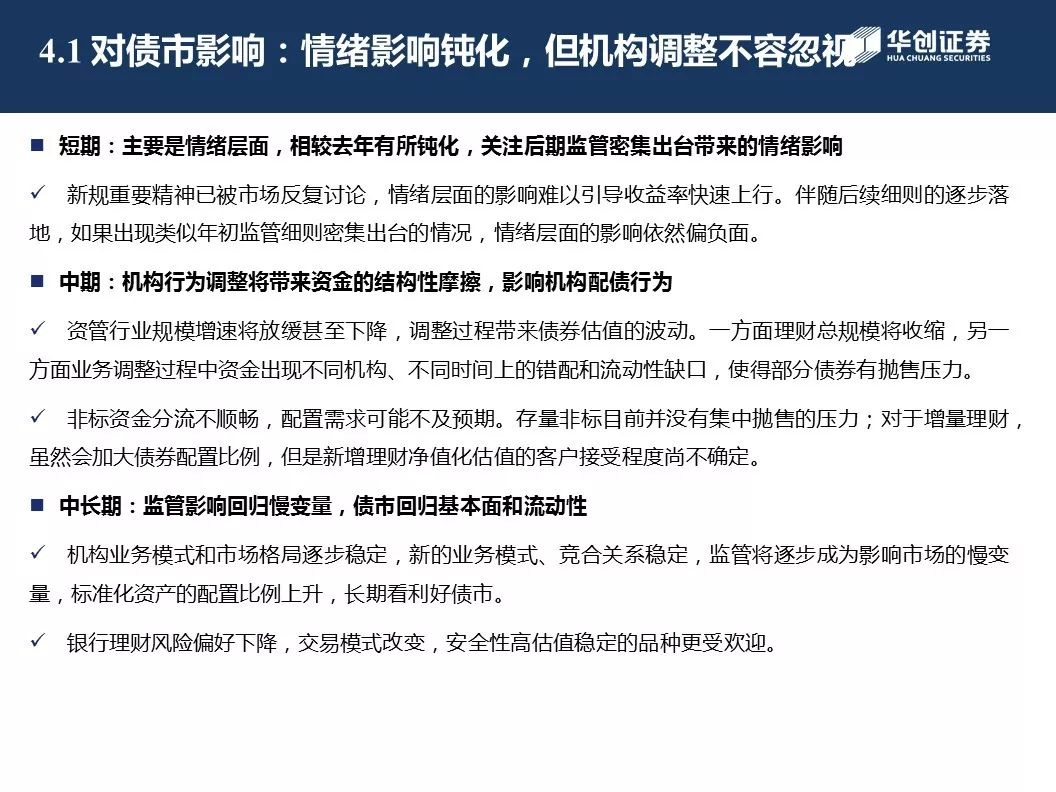 4.1 对债市影响：情绪影响钝化，但机构调整不容忽视
华创证券
HUA CHUANG SECURITIES
■ 短期：主要是情绪层面，相较去年有所钝化，关注后期监管密集出台带来的情绪影响
✓ 新规重要精神已被市场反复讨论，情绪层面的影响难以引导收益率快速上行。伴随后续细则的逐步落
地，如果出现类似年初监管细则密集出台的情况，情绪层面的影响依然偏负面。
■ 中期：机构行为调整将带来资金的结构性摩擦，影响机构配债行为
✓ 资管行业规模增速将放缓甚至下降，调整过程带来债券估值的波动。一方面理财总规模将收缩，另一
方面业务调整过程中资金出现不同机构、不同时间上的错配和流动性缺口，使得部分债券有抛售压力。
✓ 非标资金分流不顺畅，配置需求可能不及预期。存量非标目前并没有集中抛售的压力；对于增量理财，
虽然会加大债券配置比例，但是新增理财净值化估值的客户接受程度尚不确定。
■ 中长期：监管影响回归慢变量，债市回归基本面和流动性
✓ 机构业务模式和市场格局逐步稳定，新的业务模式、竞合关系稳定，监管将逐步成为影响市场的慢变
量，标准化资产的配置比例上升，长期看利好债市。
✓ 银行理财风险偏好下降，交易模式改变，安全性高估值稳定的品种更受欢迎。